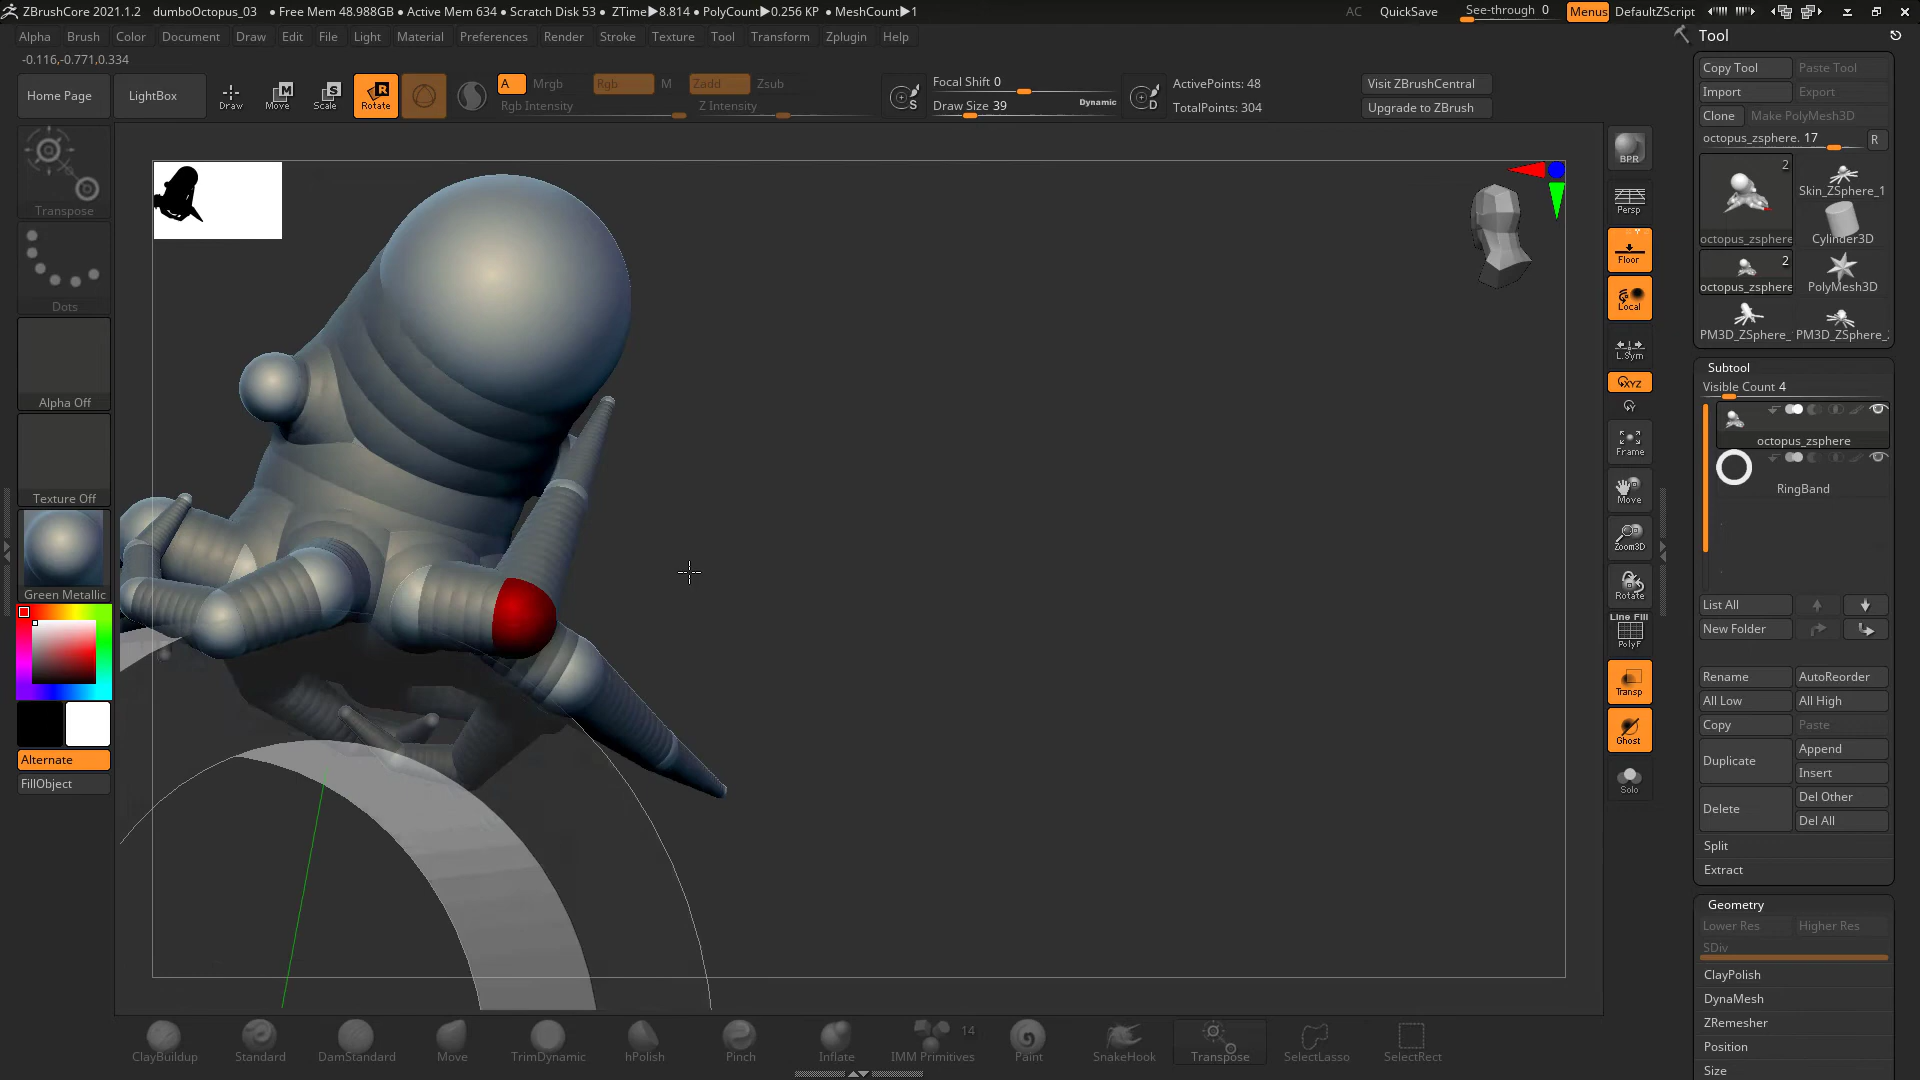 ZBrushCore 2021.1.2 dumboOctopus_03 ● Free Mem 48.988GB ● Active Mem 634 ● Scratch Disk 53 ● ZTime▶8.814 ● PolyCount▶0.256 KP ● MeshCount▶1 AC QuickSave See-through 0 Menus DefaultZScript
Alpha Brush Color Document Draw Edit File Light Material Preferences Render Stroke Texture Tool Transform Zplugin Help
-0.116,-0.771,0.334
Home Page LightBox Draw Move Scale Rotate
M S R
A Mrgb Rgb M Zadd Zsub
Rgb Intensity Z Intensity
S Focal Shift 0
Draw Size 39 Dynamic
D ActivePoints: 48
TotalPoints: 304
Visit ZBrushCentral
Upgrade to ZBrush
Transpose
Dots
Alpha Off
Texture Off
Green Metallic
Alternate
FillObject
BPR
Persp
Floor
Local
L.Sym
XYZ
Y
Frame
Move
Zoom3D
Rotate
Line Fill
PolyF
Transp
Ghost
Solo
Tool
Copy Tool Paste Tool
Import Export
Clone Make PolyMesh3D
octopus_zsphere. 17 R
2
octopus_zsphere
Skin_ZSphere_1
Cylinder3D
2
octopus_zsphere
PolyMesh3D
PM3D_ZSphere_
PM3D_ZSphere_
Subtool
Visible Count 4
octopus_zsphere
RingBand
List All
New Folder
Rename AutoReorder
All Low All High
Copy Paste
Duplicate Append
Insert
Delete Del Other
Del All
Split
Extract
Geometry
Lower Res Higher Res
SDiv
ClayPolish
DynaMesh
ZRemesher
Position
Size
ClayBuildup Standard DamStandard Move TrimDynamic hPolish Pinch Inflate IMM Primitives 14 Paint SnakeHook Transpose SelectLasso SelectRect